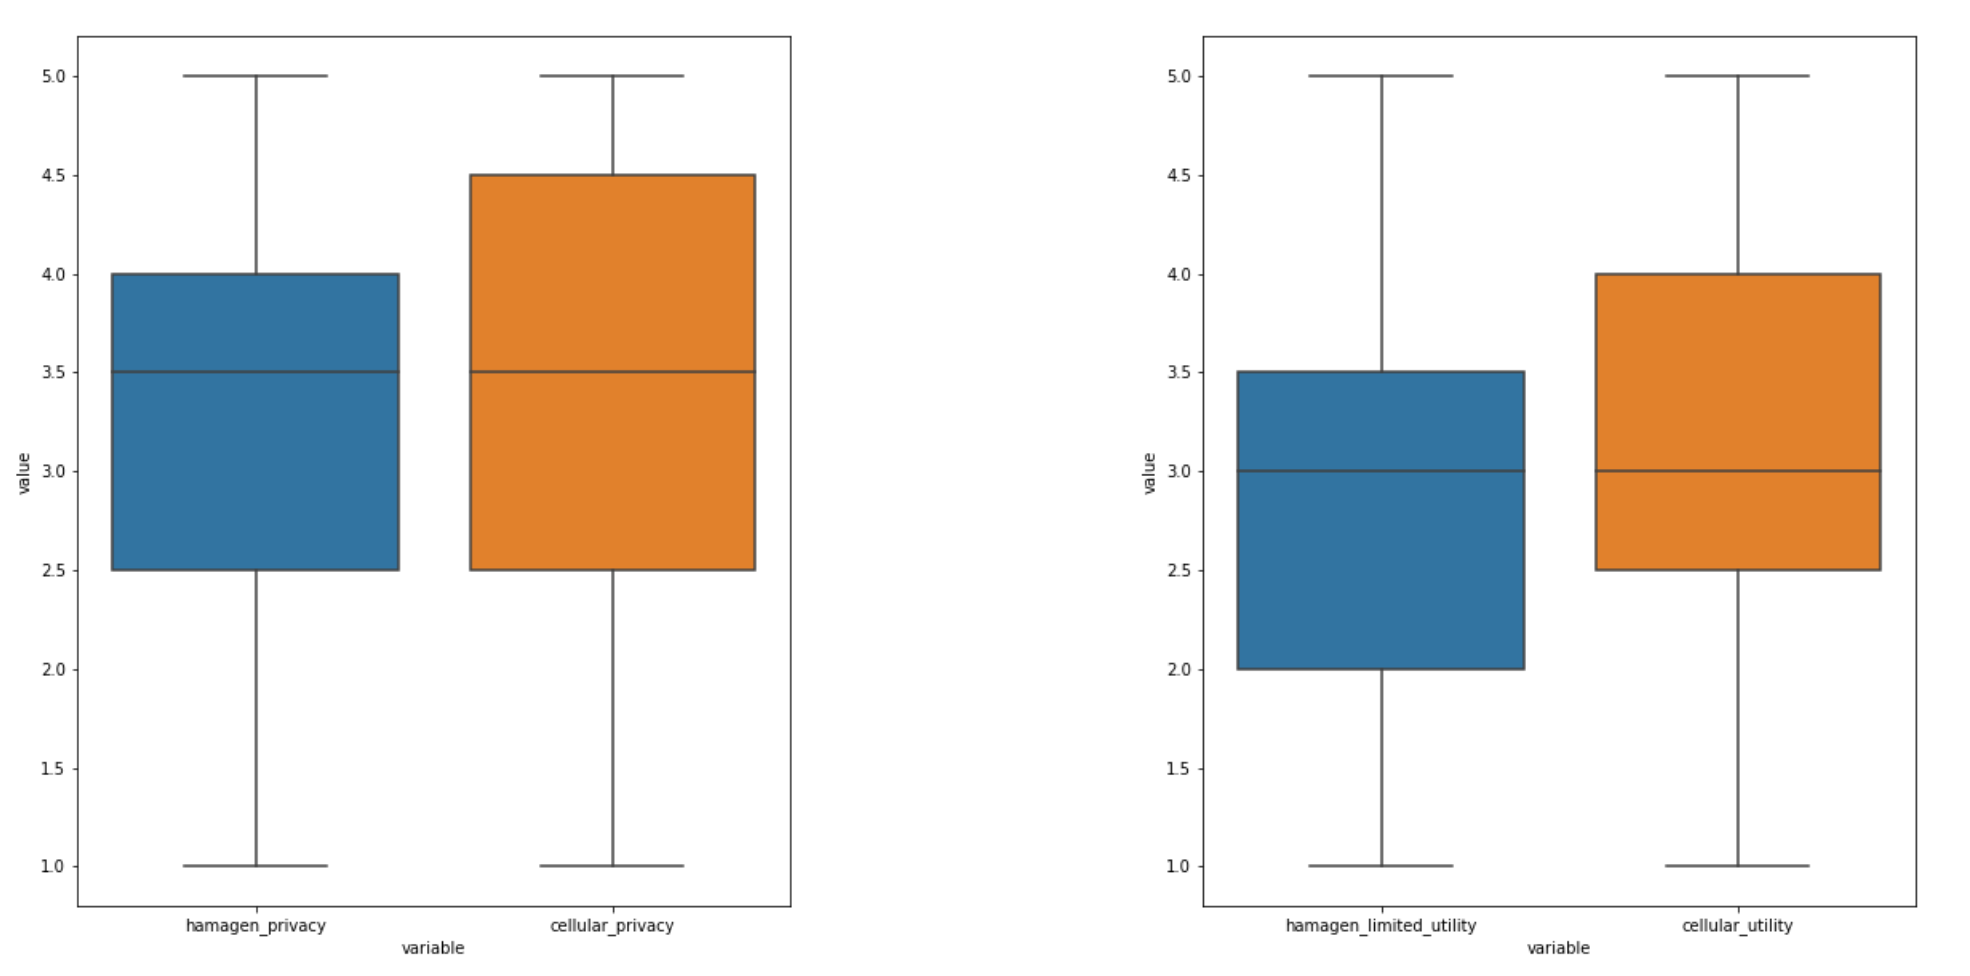 5.0
4.5
4.0
3.5
3.0
2.5
2.0
1.5
1.0
value
hamagen_privacy
cellular_privacy
variable
5.0
4.5
4.0
3.5
3.0
2.5
2.0
1.5
1.0
value
hamagen_limited_utility
cellular_utility
variable